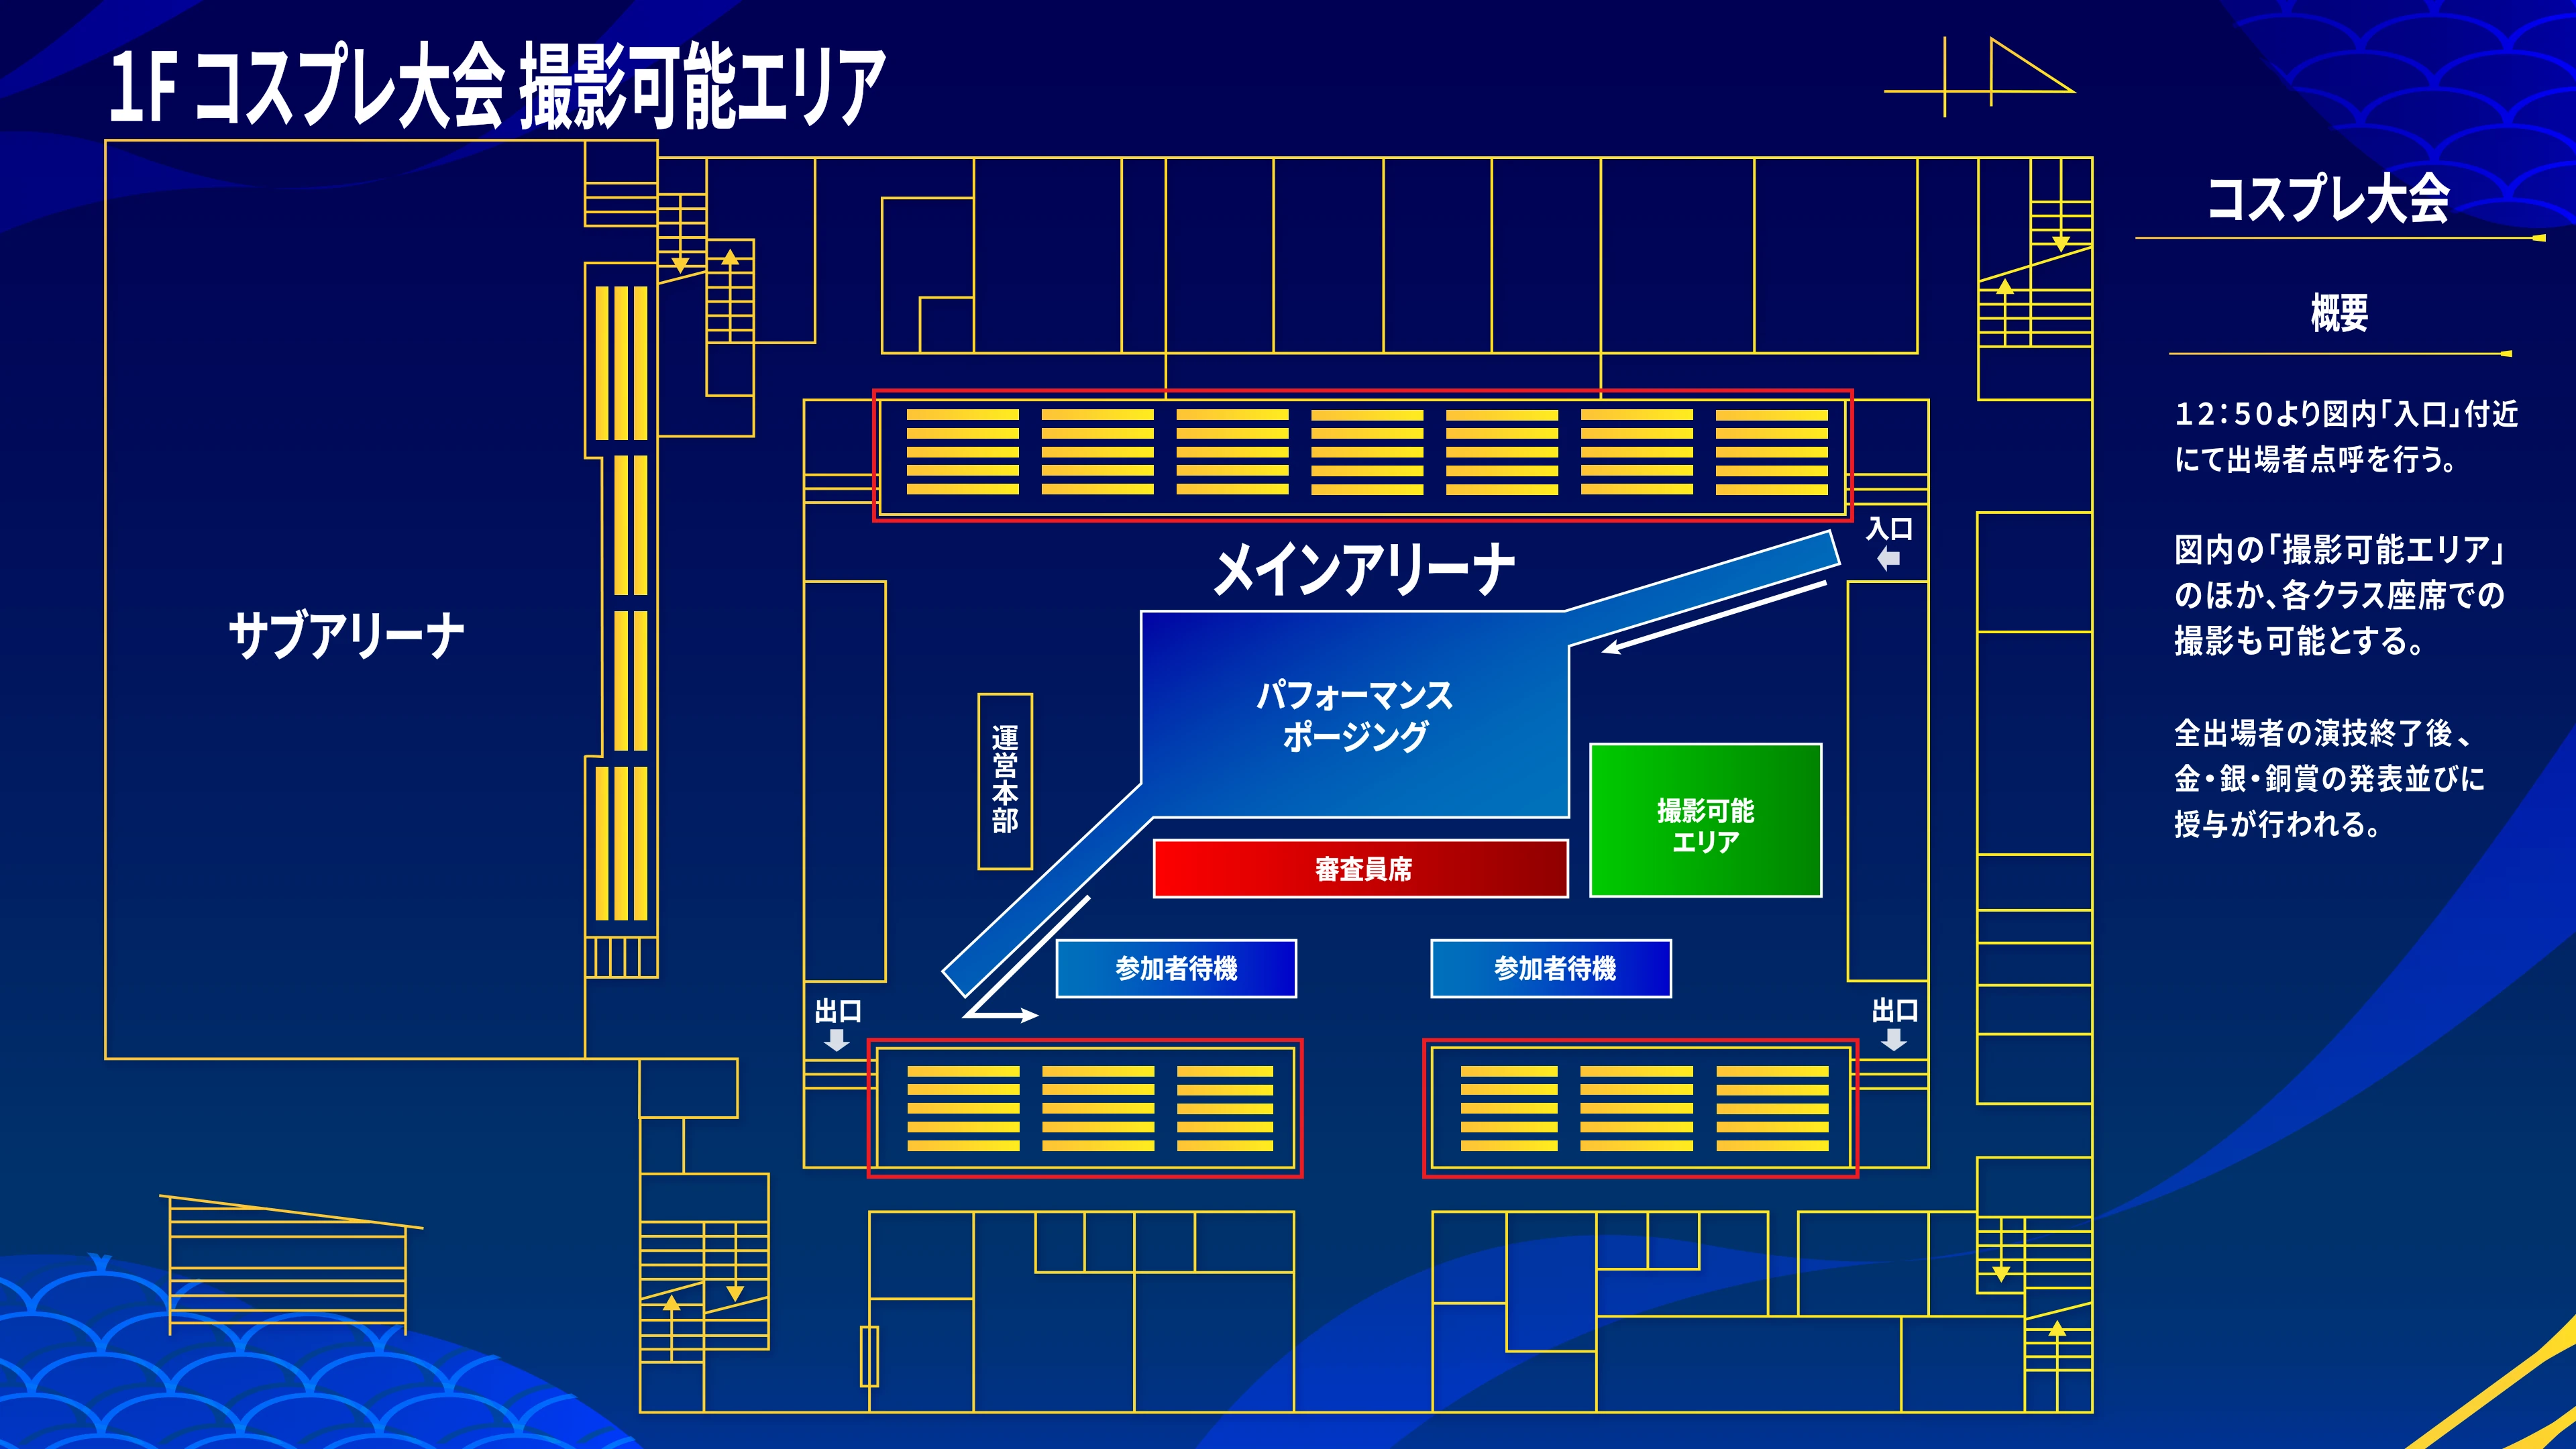 1F コスプレ大会 撮影可能エリア
コスプレ大会
概要
12：50より図内「入口」付近
にて出場者点呼を行う。
図内の「撮影可能エリア」
のほか、各クラス座席での
撮影も可能とする。
全出場者の演技終了後、
金・銀・銅賞の発表並びに
授与が行われる。
入口
メインアリーナ
サブアリーナ
パフォーマンス
ポージング
運営本部
撮影可能
エリア
審査員席
参加者待機
参加者待機
出口
出口